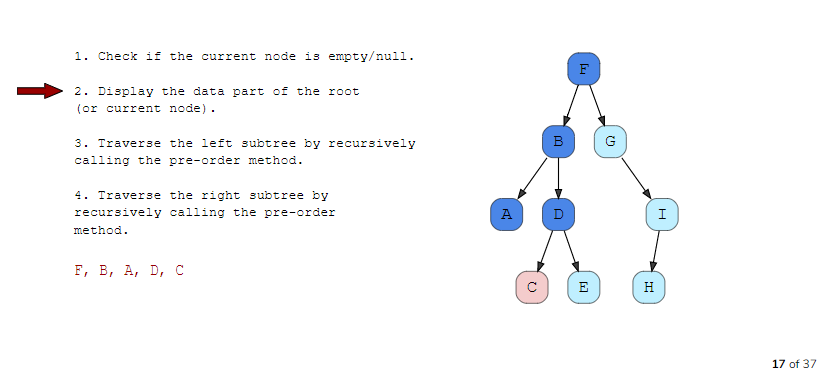 1. Check if the current node is empty/null.
2. Display the data part of the root
(or current node).
3. Traverse the left subtree by recursively
calling the pre-order method.
4. Traverse the right subtree by
recursively calling the pre-order
method.
F, B, A, D, C
F
B
G
A
D
I
C
E
H
17 of 37